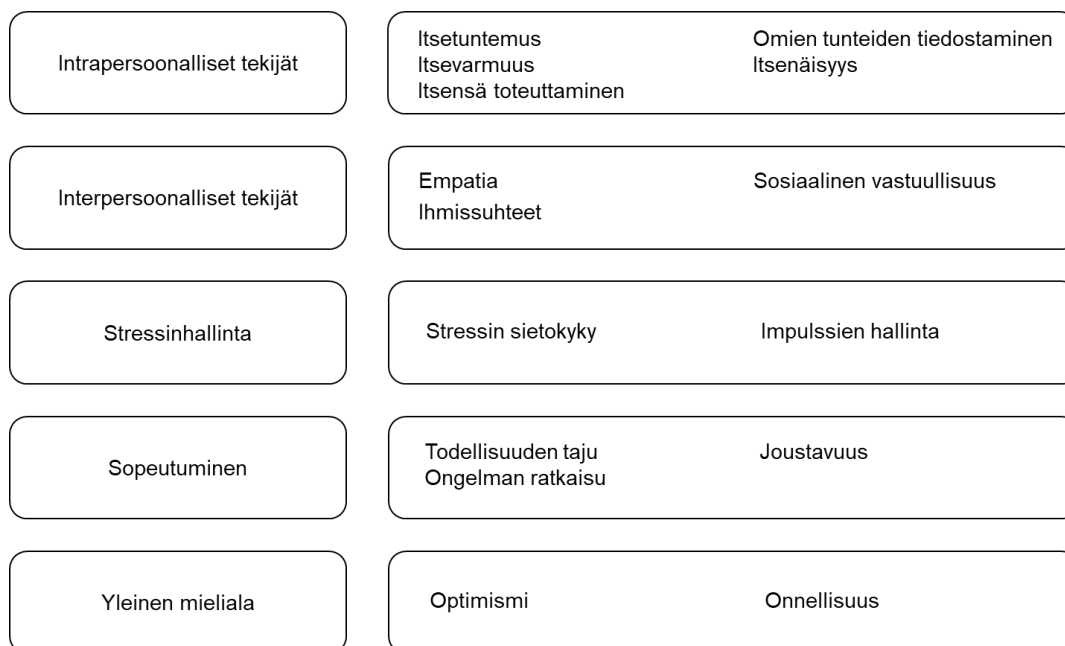 Intrapersoonalliset tekijät
Itsetuntemus
Itsevarmuus
Itsensä toteuttaminen
Omien tunteiden tiedostaminen
Itsenäisyys
Interpersoonalliset tekijät
Empatia
Ihmissuhteet
Sosiaalinen vastuullisuus
Stressinhallinta
Stressin sietokyky
Impulssien hallinta
Sopeutuminen
Todellisuuden taju
Ongelman ratkaisu
Joustavuus
Yleinen mieliala
Optimismi
Onnellisuus